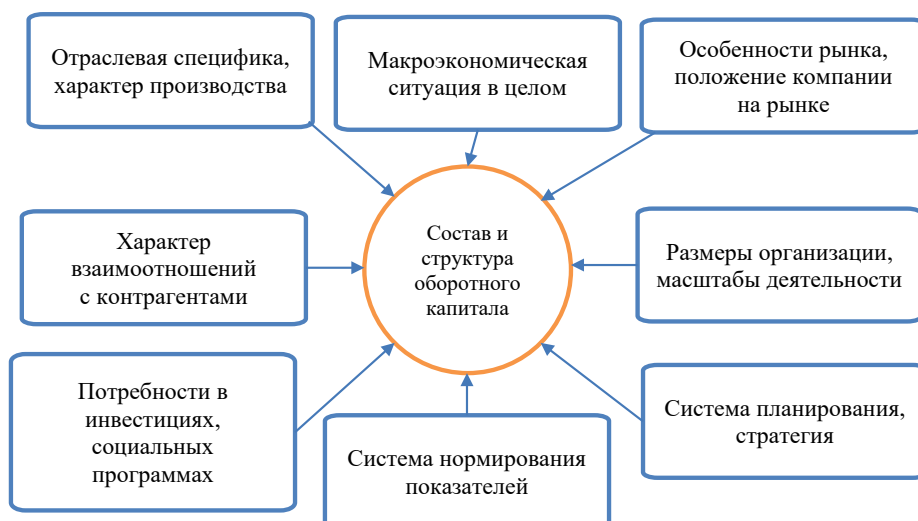 Отраслевая специфика,
характер производства
Макроэкономическая
ситуация в целом
Особенности рынка,
положение компании
на рынке
Характер
взаимоотношений
с контрагентами
Состав и
структура
оборотного
капитала
Размеры организации,
масштабы деятельности
Потребности в
инвестициях,
социальных
программах
Система нормирования
показателей
Система планирования,
стратегия